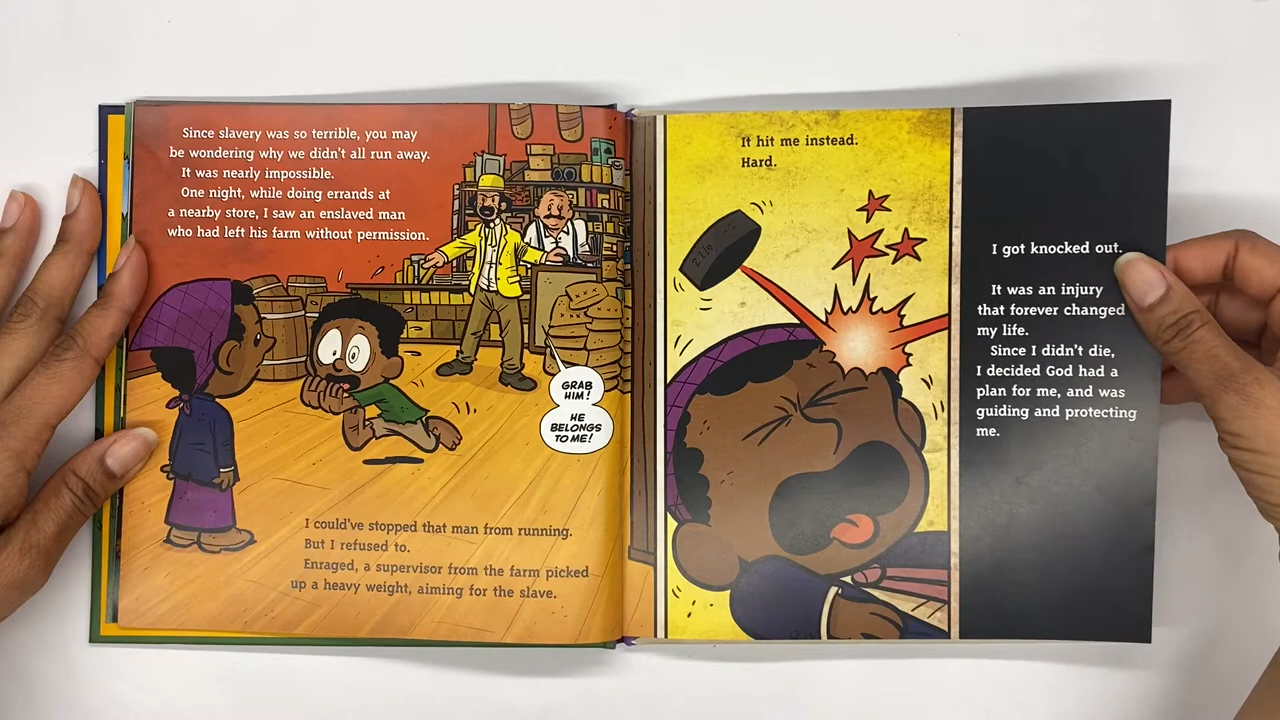 Since slavery was so terrible, you may
be wondering why we didn't all run away.
It was nearly impossible.
One night, while doing errands at
a nearby store, I saw an enslaved man
who had left his farm without permission.
GRAB
HIM!
HE
BELONGS
TO ME!
I could've stopped that man from running.
But I refused to.
Enraged, a supervisor from the farm picked
up a heavy weight, aiming for the slave.
It hit me instead.
Hard.
I got knocked out.
It was an injury
that forever changed
my life.
Since I didn't die,
I decided God had a
plan for me, and was
guiding and protecting
me.